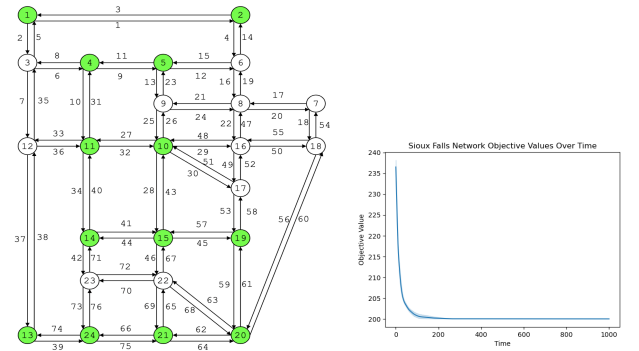 3
1 2
1
2 5 4 14
8 11 15
3 4 5 6
6 9 12
13 23 16 19
17
7 35 10 31 21
9 8 7
24 20
25 26 22 47 18 54
33 27 48 55
12 11 10 16 18
36 32 29 50
51 49 52
30
17
34 40 28 43 53 58 56 60
41 57
37 38 14 15 19
44 45
42 71 46 67
72
23 22
70 59 61
73 76 69 65 63
68
74 66 62
13 24 21 20
39 75 64
Sioux Falls Network Objective Values Over Time
240
235
230
225
220
215
210
205
200
Objective Value
0 200 400 600 800 1000
Time